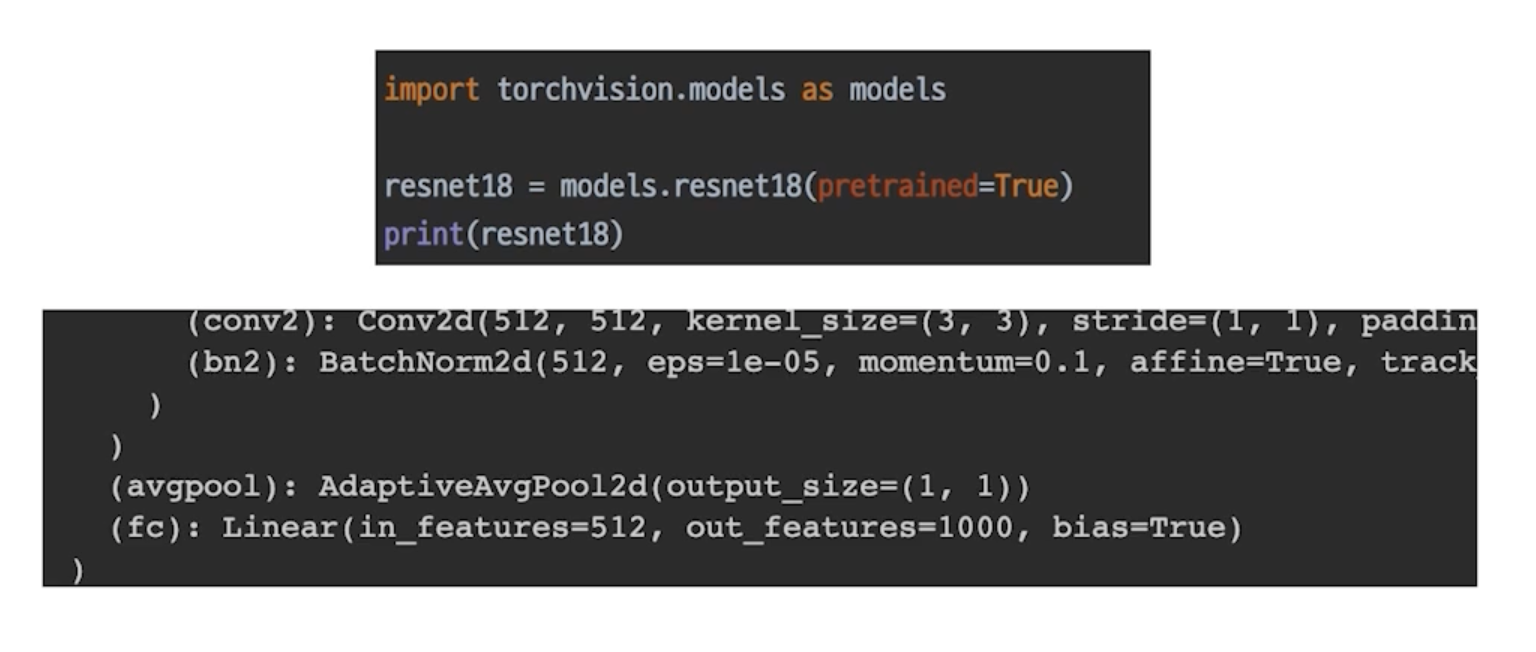 import torchvision.models as models
resnet18 = models.resnet18(pretrained=True)
print(resnet18)
(conv2): Conv2d(512, 512, kernel_size=(3, 3), stride=(1, 1), paddin
(bn2): BatchNorm2d(512, eps=1e-05, momentum=0.1, affine=True, track_
)
)
(avgpool): AdaptiveAvgPool2d(output_size=(1, 1))
(fc): Linear(in_features=512, out_features=1000, bias=True)
)